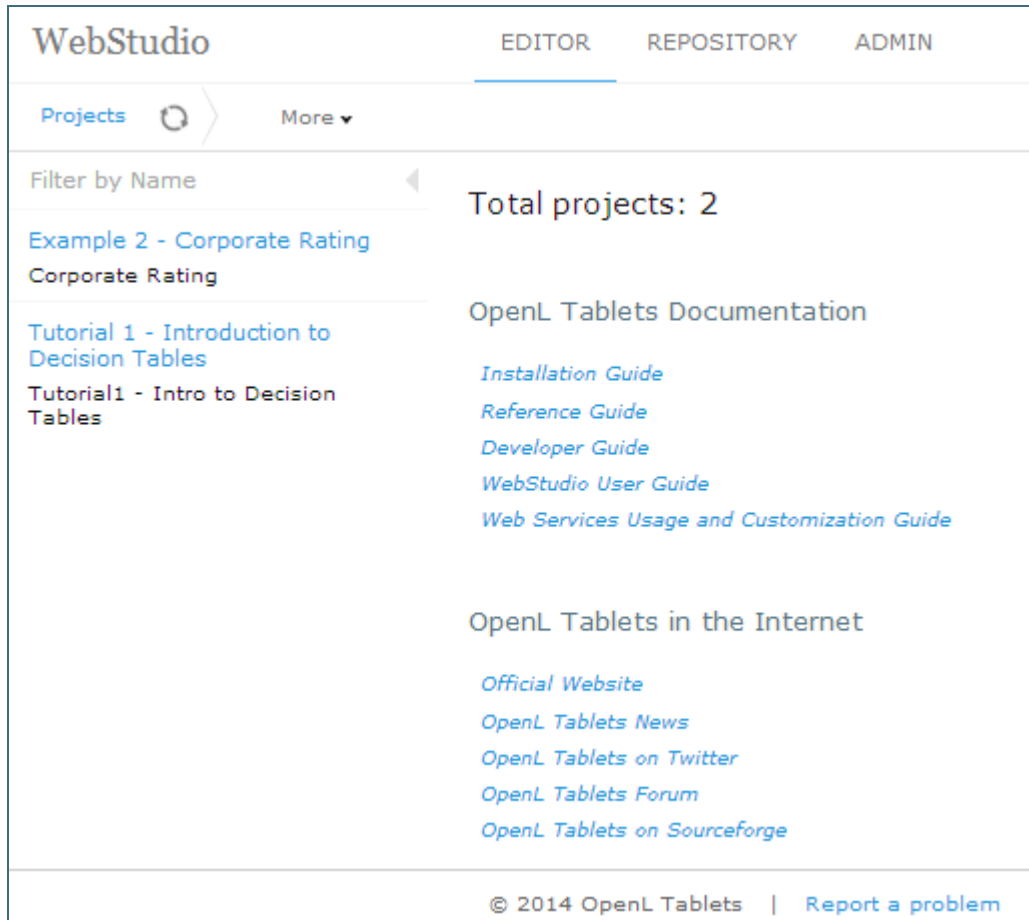 WebStudio
EDITOR REPOSITORY ADMIN
Projects More
Filter by Name
Example 2 - Corporate Rating
Corporate Rating
Tutorial 1 - Introduction to
Decision Tables
Tutorial1 - Intro to Decision
Tables
Total projects: 2
OpenL Tablets Documentation
Installation Guide
Reference Guide
Developer Guide
WebStudio User Guide
Web Services Usage and Customization Guide
OpenL Tablets in the Internet
Official Website
OpenL Tablets News
OpenL Tablets on Twitter
OpenL Tablets Forum
OpenL Tablets on Sourceforge
© 2014 OpenL Tablets | Report a problem